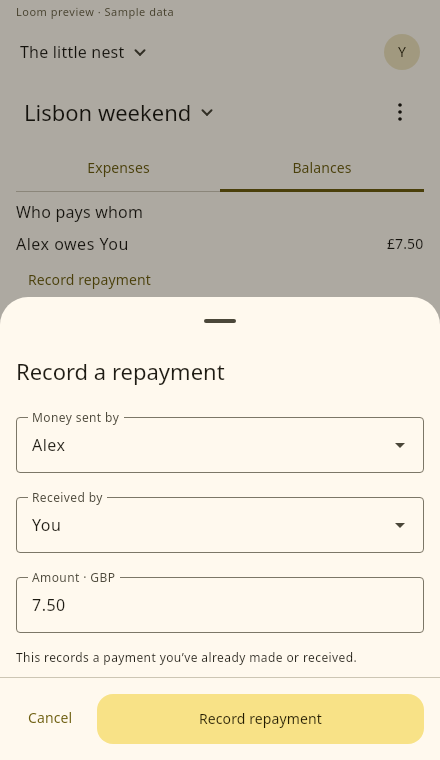 Loom preview · Sample data
The little nest
Y
Lisbon weekend
Expenses
Balances
Who pays whom
Alex owes You
£7.50
Record repayment
Record a repayment
Money sent by
Alex
Received by
You
Amount · GBP
7.50
This records a payment you’ve already made or received.
Cancel
Record repayment